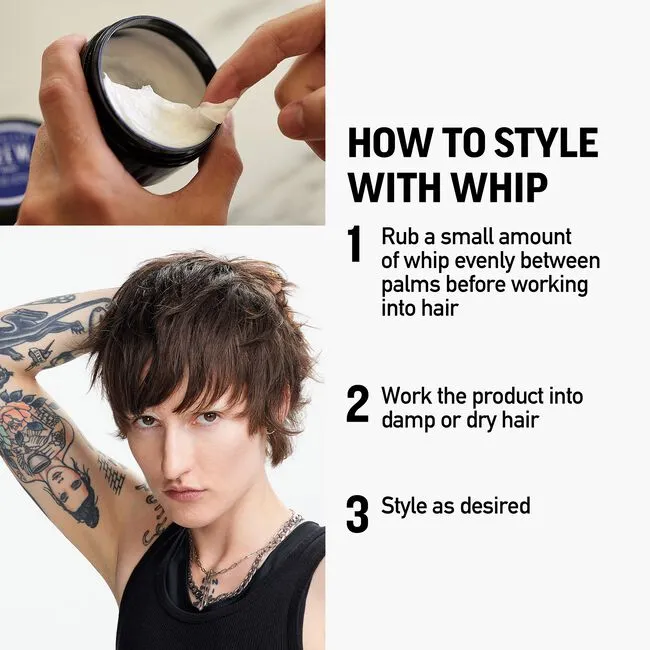 HOW TO STYLE
WITH WHIP
1 Rub a small amount
of whip evenly between
palms before working
into hair
2 Work the product into
damp or dry hair
3 Style as desired